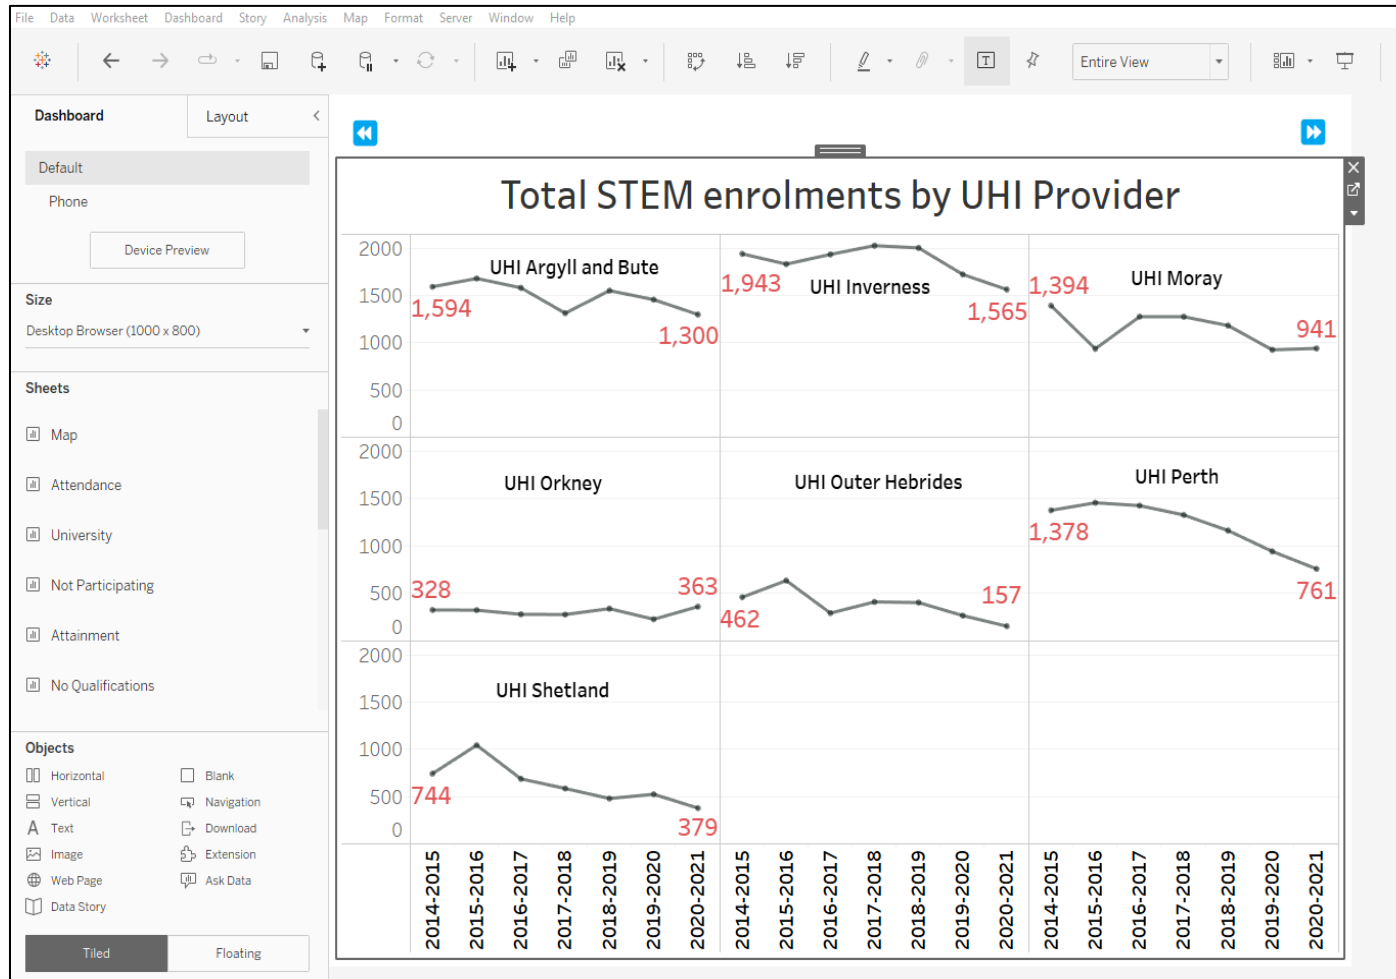 File Data Worksheet Dashboard Story Analysis Map Format Server Window Help
T
Entire View
Dashboard
Layout
Default
Phone
Device Preview
Size
Desktop Browser (1000 x 800)
Sheets
Map
Attendance
University
Not Participating
Attainment
No Qualifications
Objects
Horizontal
Blank
Vertical
Navigation
A Text
Download
Image
Extension
Web Page
Ask Data
Data Story
Tiled
Floating
Total STEM enrolments by UHI Provider
2000
1500
1000
500
0
UHI Argyll and Bute
1,594
1,300
UHI Inverness
1,943
1,565
UHI Moray
1,394
941
2000
1500
1000
500
0
UHI Orkney
328
363
UHI Outer Hebrides
462
157
UHI Perth
1,378
761
2000
1500
1000
500
0
UHI Shetland
744
379
2014-2015
2015-2016
2016-2017
2017-2018
2018-2019
2019-2020
2020-2021
2014-2015
2015-2016
2016-2017
2017-2018
2018-2019
2019-2020
2020-2021
2014-2015
2015-2016
2016-2017
2017-2018
2018-2019
2019-2020
2020-2021